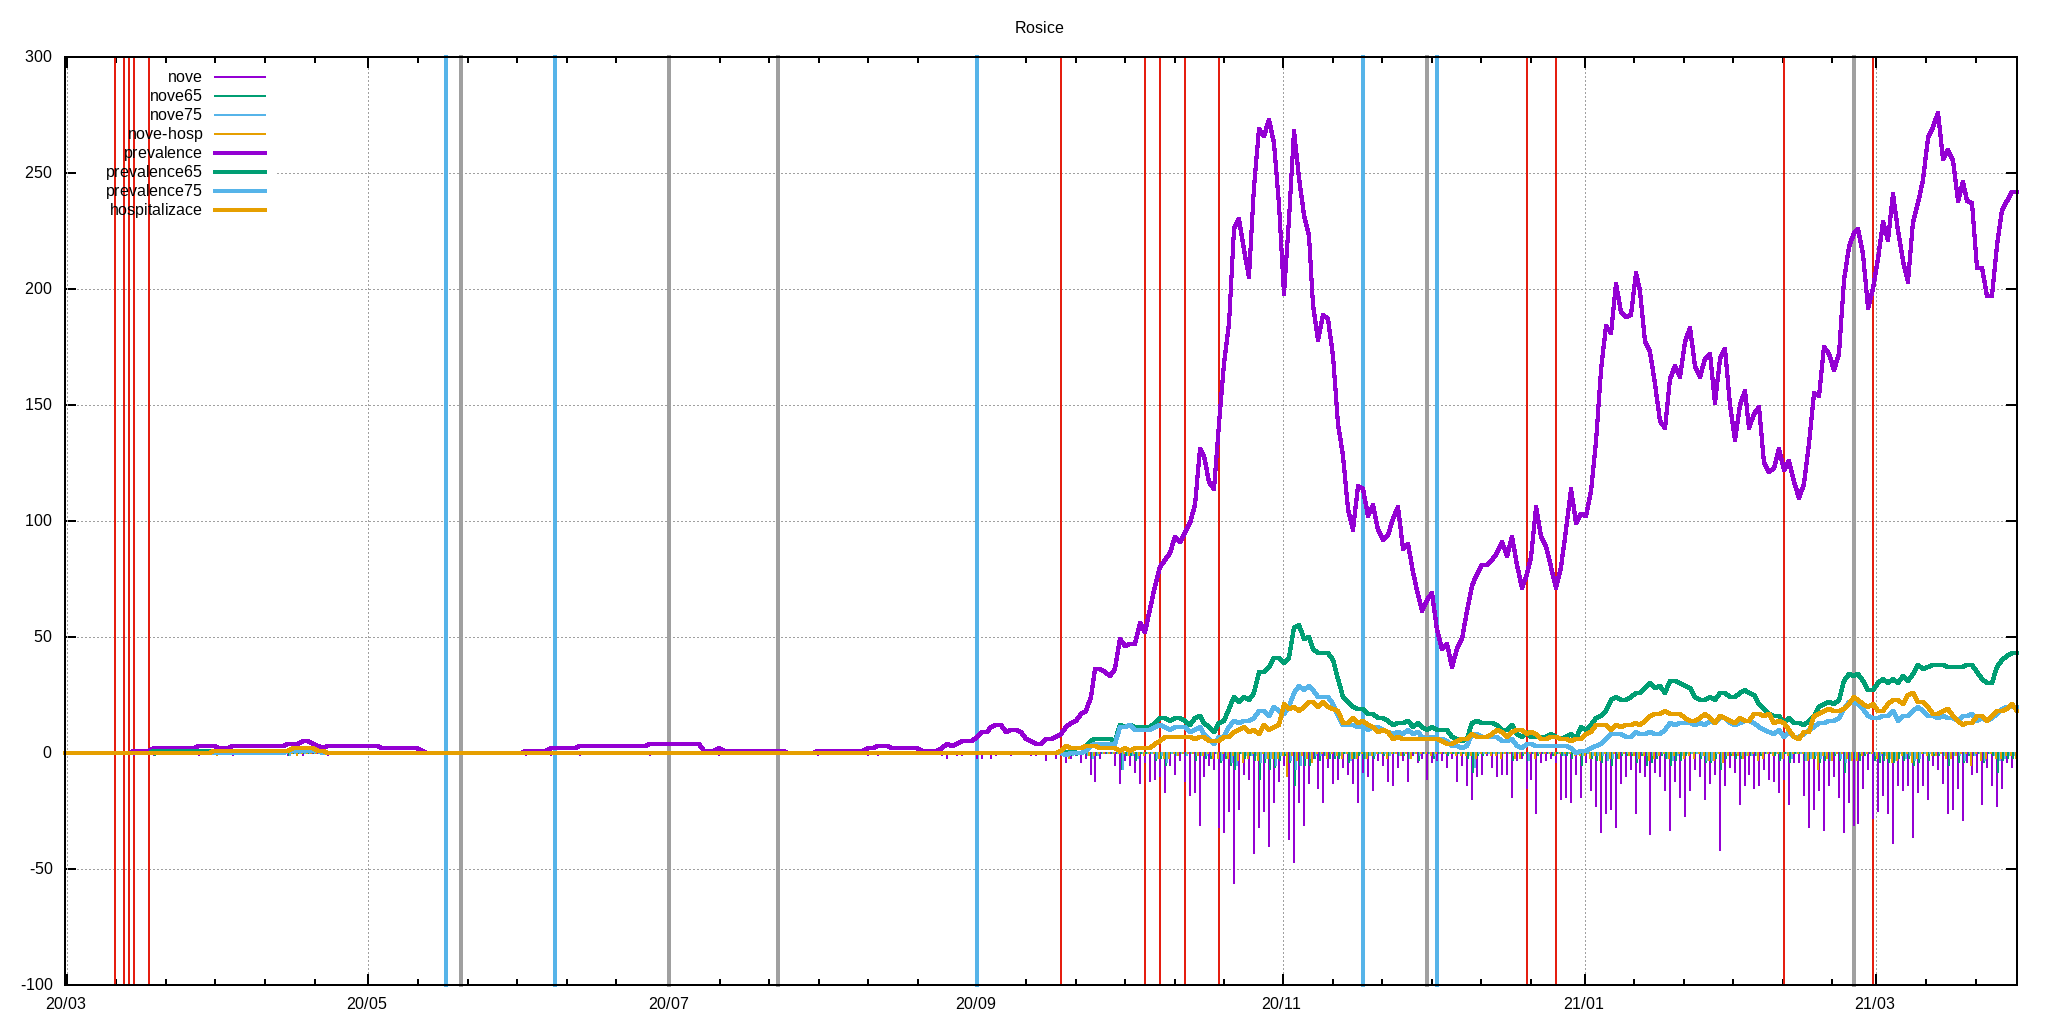 Rosice
300
250
200
150
100
50
0
-50
-100
nove
nove65
nove75
nove-hosp
prevalence
prevalence65
prevalence75
hospitalizace
20/03 20/05 20/07 20/09 20/11 21/01 21/03